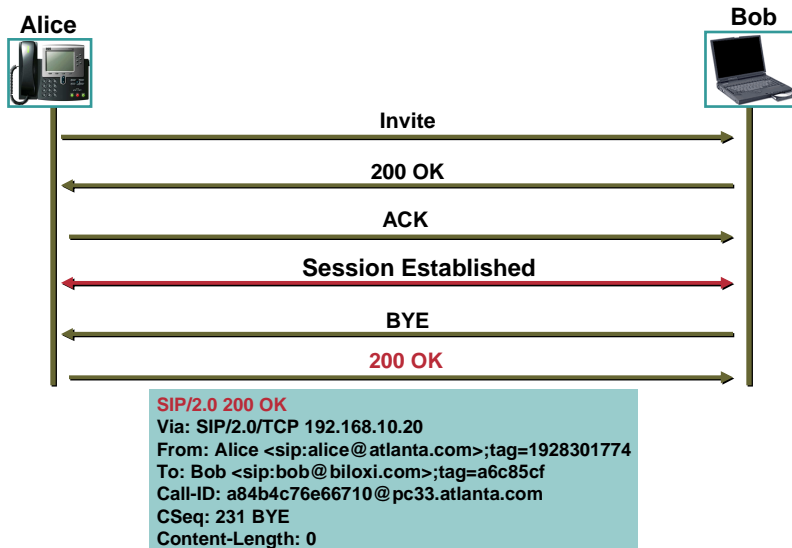 Alice
Bob
Invite
200 OK
ACK
Session Established
BYE
200 OK
SIP/2.0 200 OK
Via: SIP/2.0/TCP 192.168.10.20
From: Alice <sip:alice@atlanta.com>;tag=1928301774
To: Bob <sip:bob@biloxi.com>;tag=a6c85cf
Call-ID: a84b4c76e66710@pc33.atlanta.com
CSeq: 231 BYE
Content-Length: 0